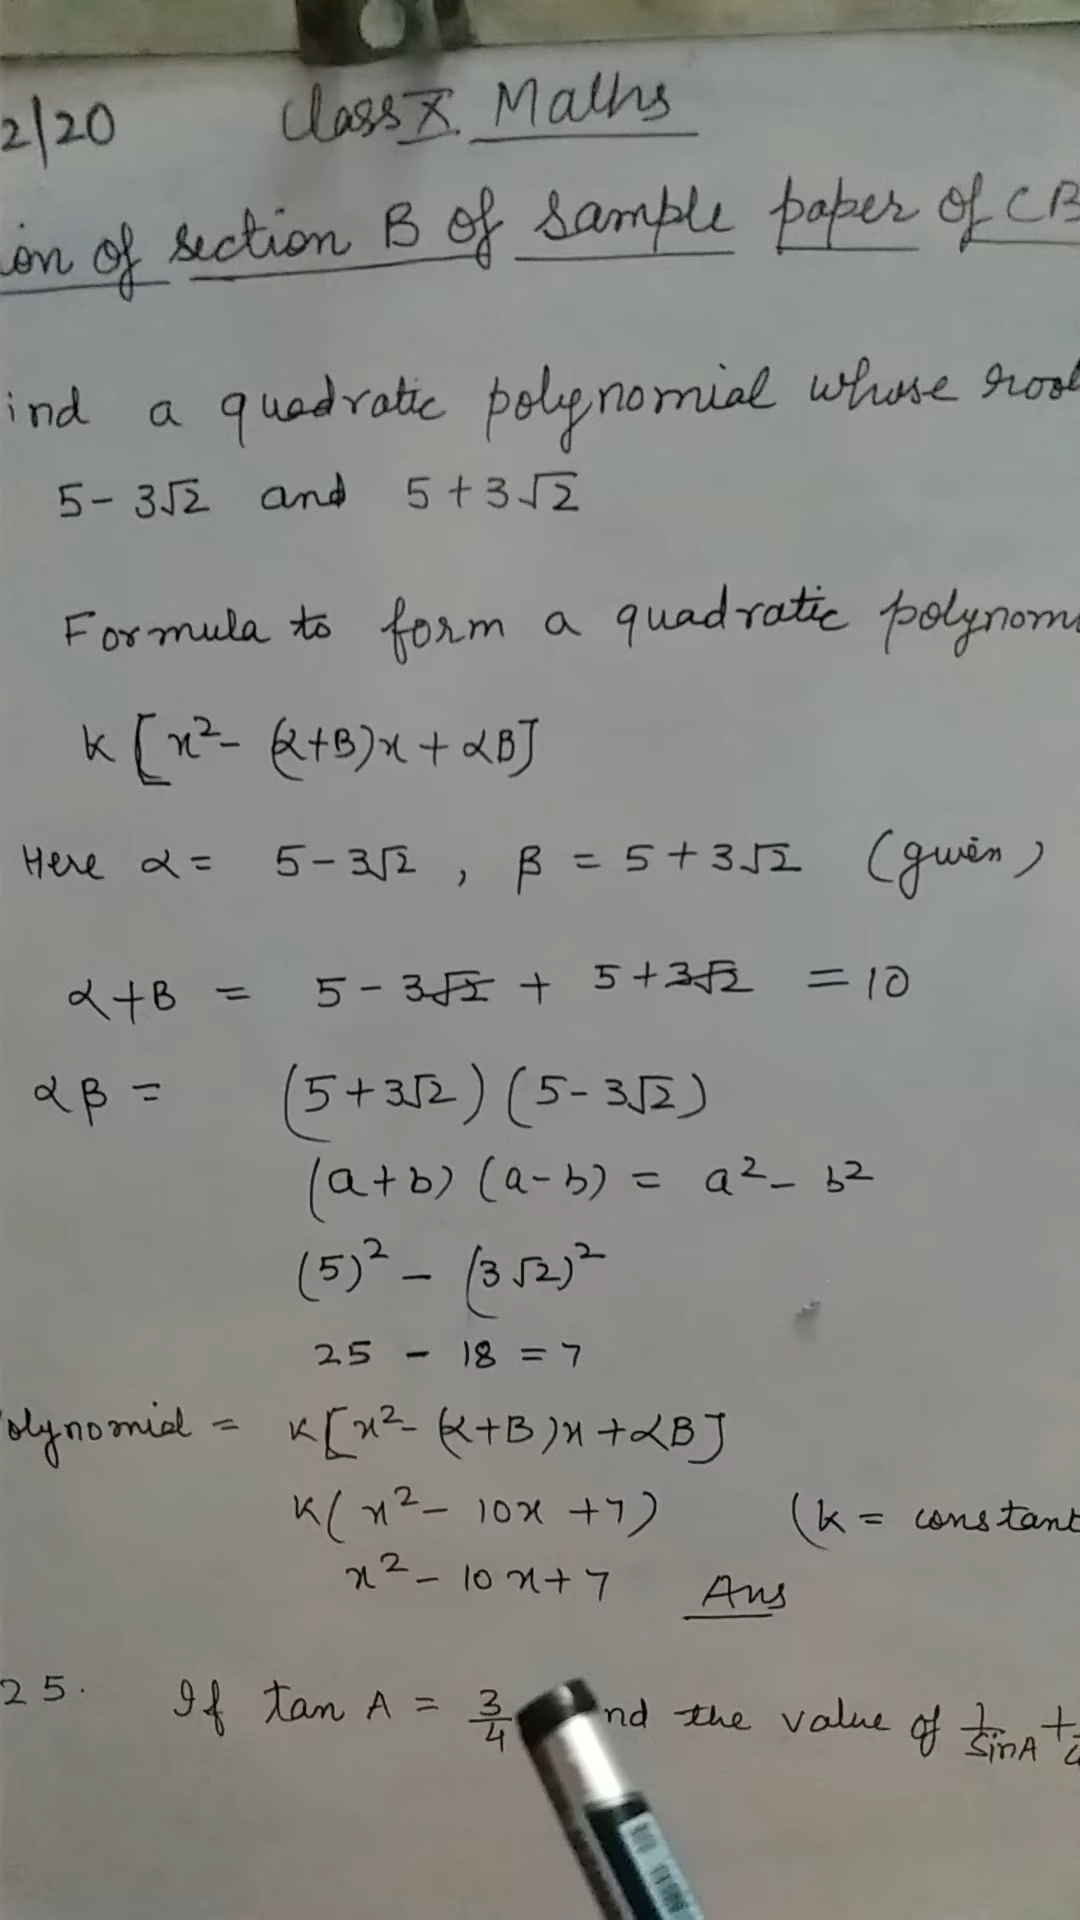 2/20 Class X Maths
ion of section B of sample paper of CB
ind a quadratic polynomial whose root
5-3√2 and 5+3√2
Formula to form a quadratic polynom
k[x²-(α+β)x+αβ]
Here α = 5-3√2, β = 5+3√2 (given)
α+β = 5-3√2 + 5+3√2 = 10
αβ = (5+3√2)(5-3√2)
(a+b)(a-b) = a²-b²
(5)² - (3√2)²
25 - 18 = 7
olynomial = k[x²-(α+β)x+αβ]
k(x²-10x+7) (k = constant
x²-10x+7 Ans
25. If tan A = 3/4 nd the value of 1/sinA + 1